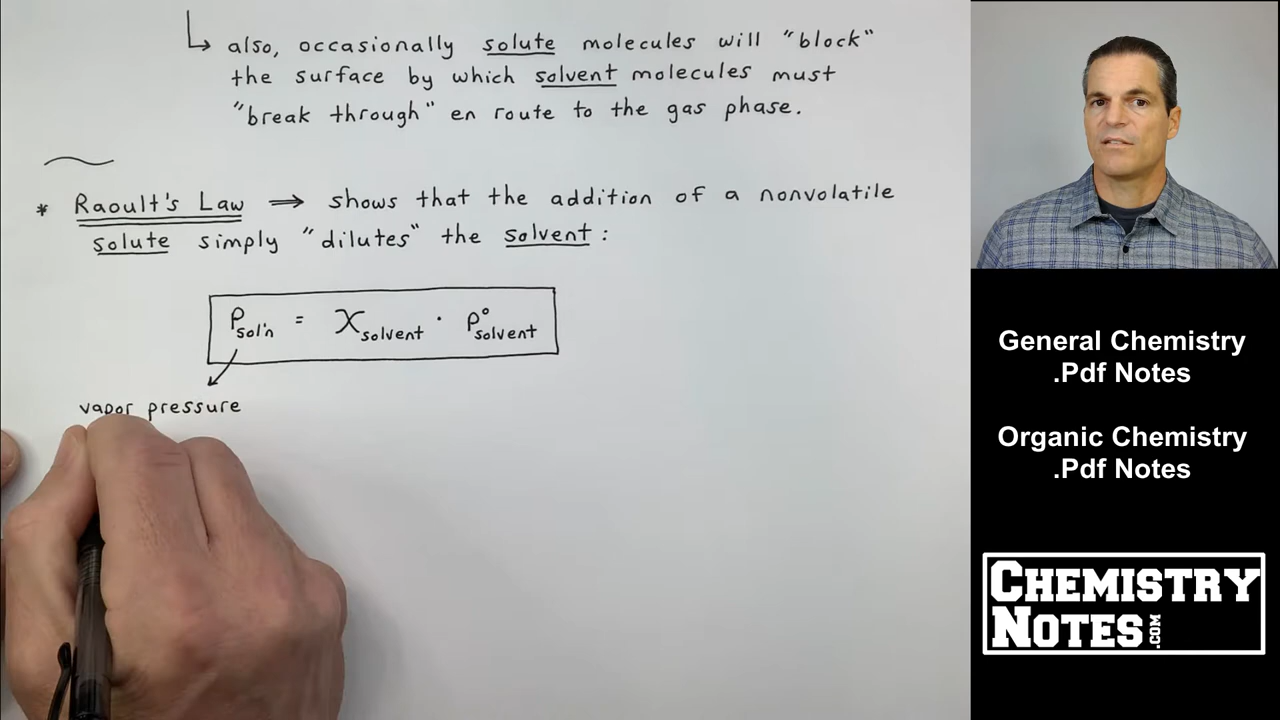 ↳ also, occasionally solute molecules will "block"
the surface by which solvent molecules must
"break through" en route to the gas phase.
* Raoult's Law ⟹ shows that the addition of a nonvolatile
solute simply "dilutes" the solvent :
P sol'n = X solvent · P° solvent
vapor pressure
General Chemistry
.Pdf Notes
Organic Chemistry
.Pdf Notes
CHEMISTRY
NOTES.COM